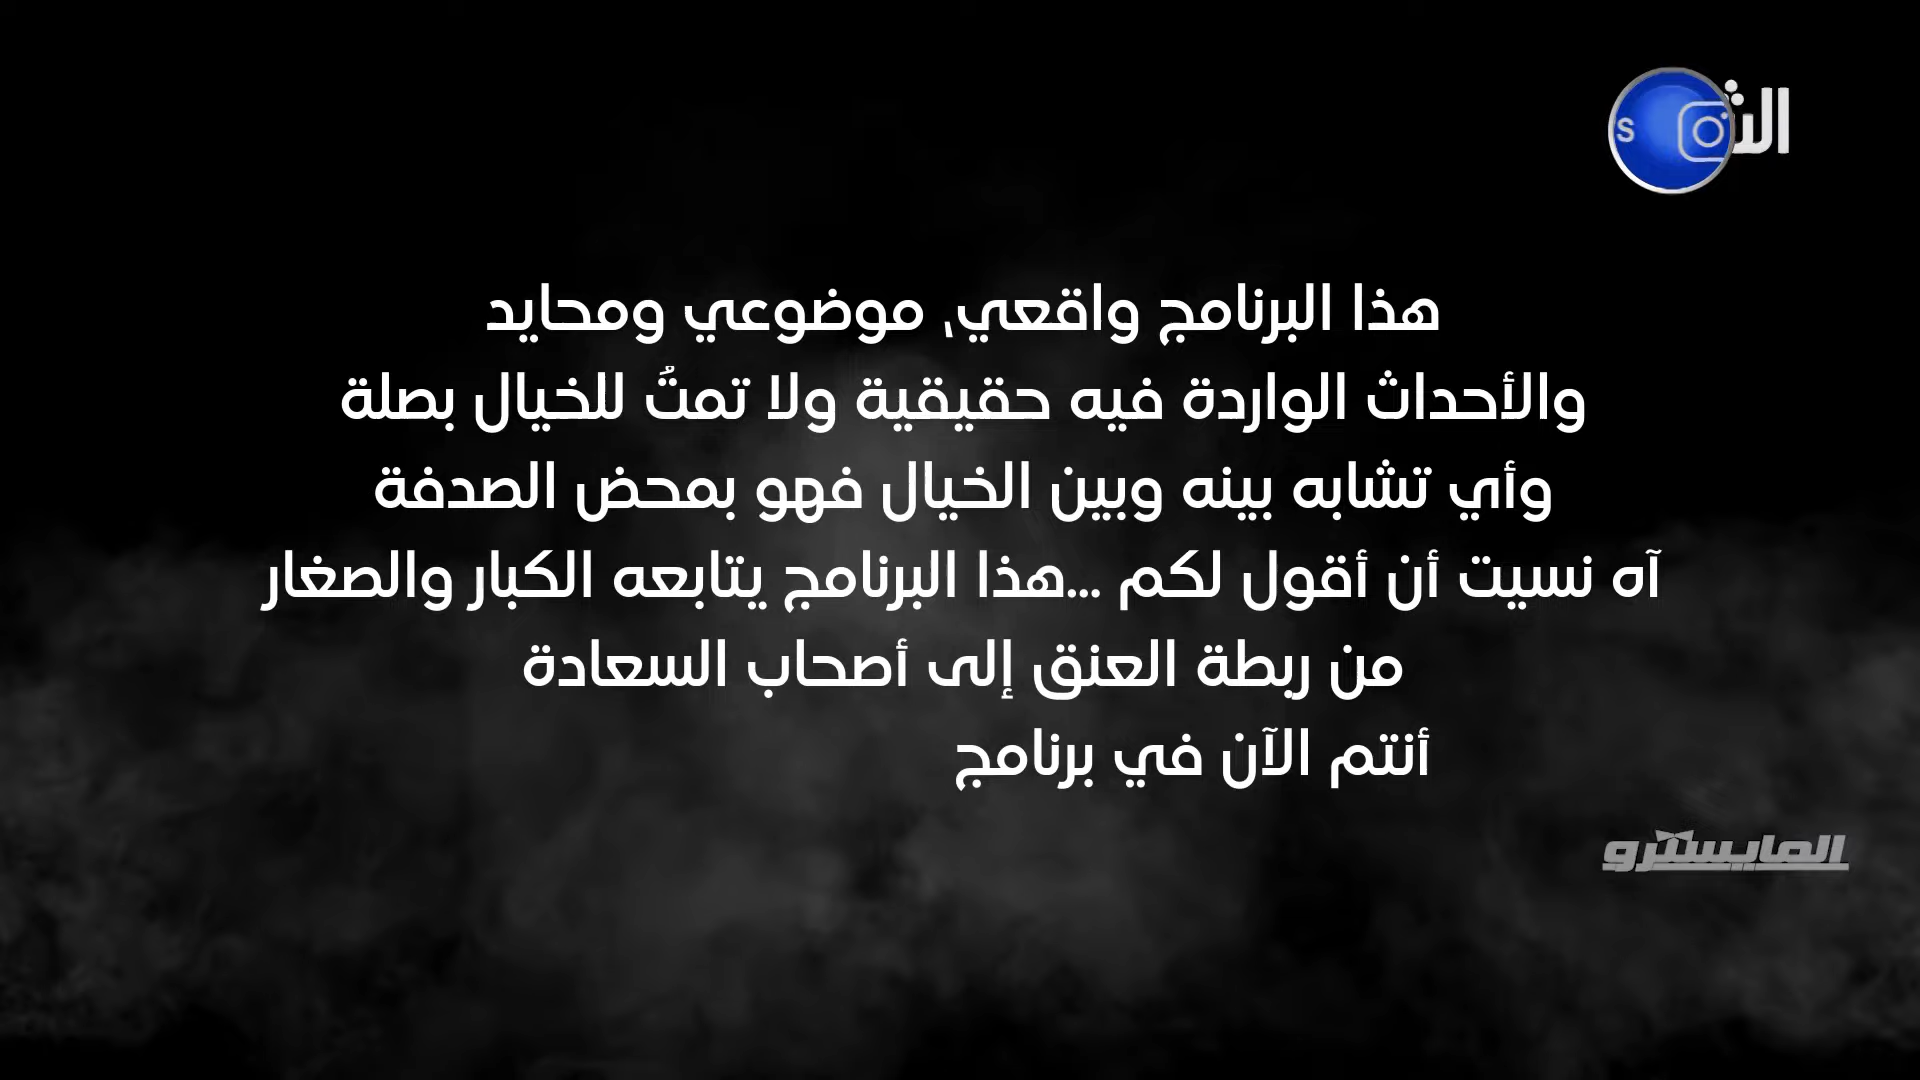 هذا البرنامج واقعي, موضوعي ومحايد
والأحداث الواردة فيه حقيقية ولا تمتُ للخيال بصلة
وأي تشابه بينه وبين الخيال فهو بمحض الصدفة
آه نسيت أن أقول لكم ...هذا البرنامج يتابعه الكبار والصغار
من ربطة العنق إلى أصحاب السعادة
أنتم الآن في برنامج
المايسترو